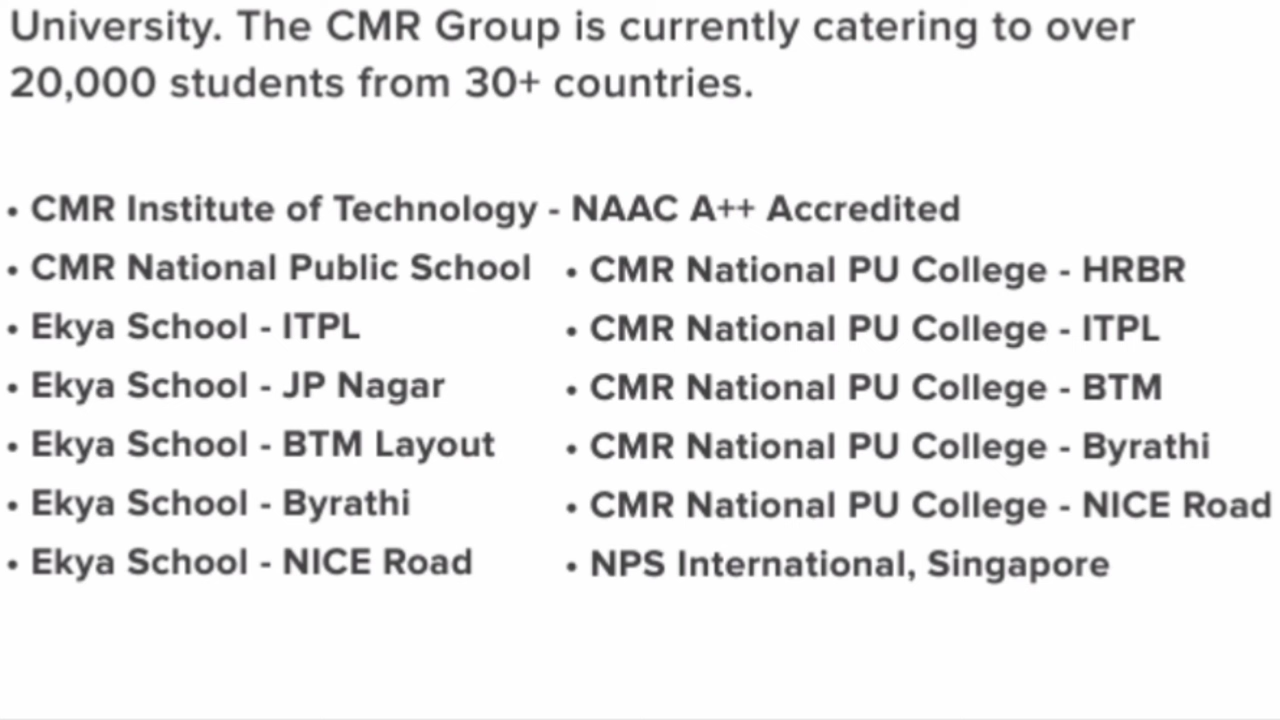 University. The CMR Group is currently catering to over
20,000 students from 30+ countries.
• CMR Institute of Technology - NAAC A++ Accredited
• CMR National Public School
• Ekya School - ITPL
• Ekya School - JP Nagar
• Ekya School - BTM Layout
• Ekya School - Byrathi
• Ekya School - NICE Road
• CMR National PU College - HRBR
• CMR National PU College - ITPL
• CMR National PU College - BTM
• CMR National PU College - Byrathi
• CMR National PU College - NICE Road
• NPS International, Singapore